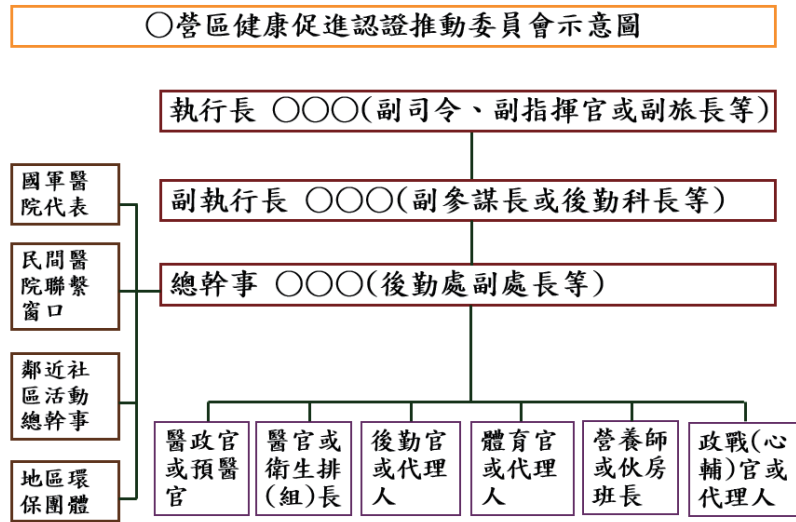 ○營區健康促進認證推動委員會示意圖
執行長 ○○○(副司令、副指揮官或副旅長等)
副執行長 ○○○(副參謀長或後勤科長等)
總幹事 ○○○(後勤處副處長等)
國軍醫
院代表
民間醫
院聯繫
窗口
鄰近社
區活動
總幹事
地區環
保團體
醫政官
或預醫
官
醫官或
衛生排
(組)長
後勤官
或代理
人
體育官
或代理
人
營養師
或伙房
班長
政戰(心
輔)官或
代理人